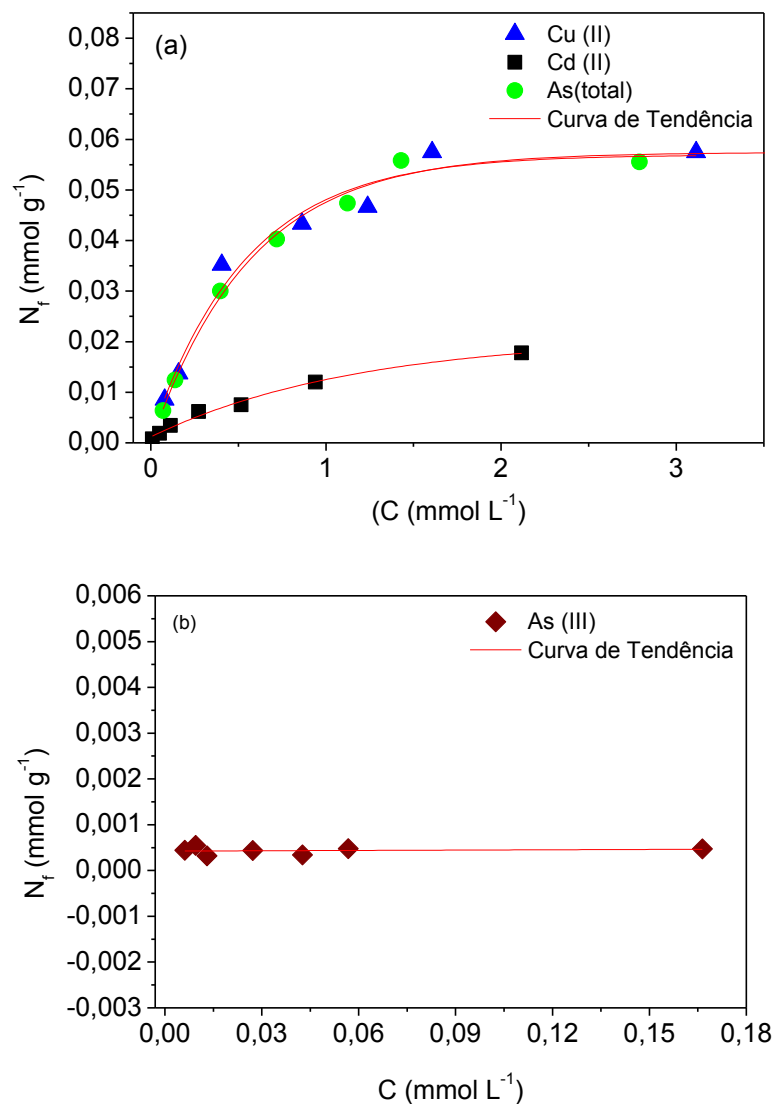 (a)
Cu (II)
Cd (II)
As(total)
Curva de Tendência
0,08
0,07
0,06
0,05
0,04
0,03
0,02
0,01
0,00
N_f (mmol g^-1)
0 1 2 3
(C (mmol L^-1)
(b)
As (III)
Curva de Tendência
0,006
0,005
0,004
0,003
0,002
0,001
0,000
-0,001
-0,002
-0,003
N_f (mmol g^-1)
0,00 0,03 0,06 0,09 0,12 0,15 0,18
C (mmol L^-1)